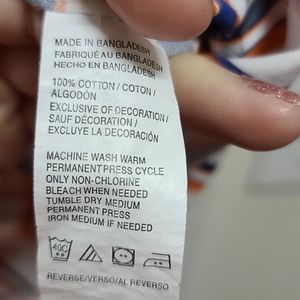 MADE IN BANGLADESH
FABRIQUÉ AU BANGLADESH
HECHO EN BANGLADESH
100% COTTON / COTON /
ALGODÓN
EXCLUSIVE OF DECORATION /
SAUF DÉCORATION /
EXCLUYE LA DECORACIÓN
MACHINE WASH WARM
PERMANENT PRESS CYCLE
ONLY NON-CHLORINE
BLEACH WHEN NEEDED
TUMBLE DRY MEDIUM
PERMANENT PRESS
IRON MEDIUM IF NEEDED
40C
REVERSE/VERSO/AL REVERSO